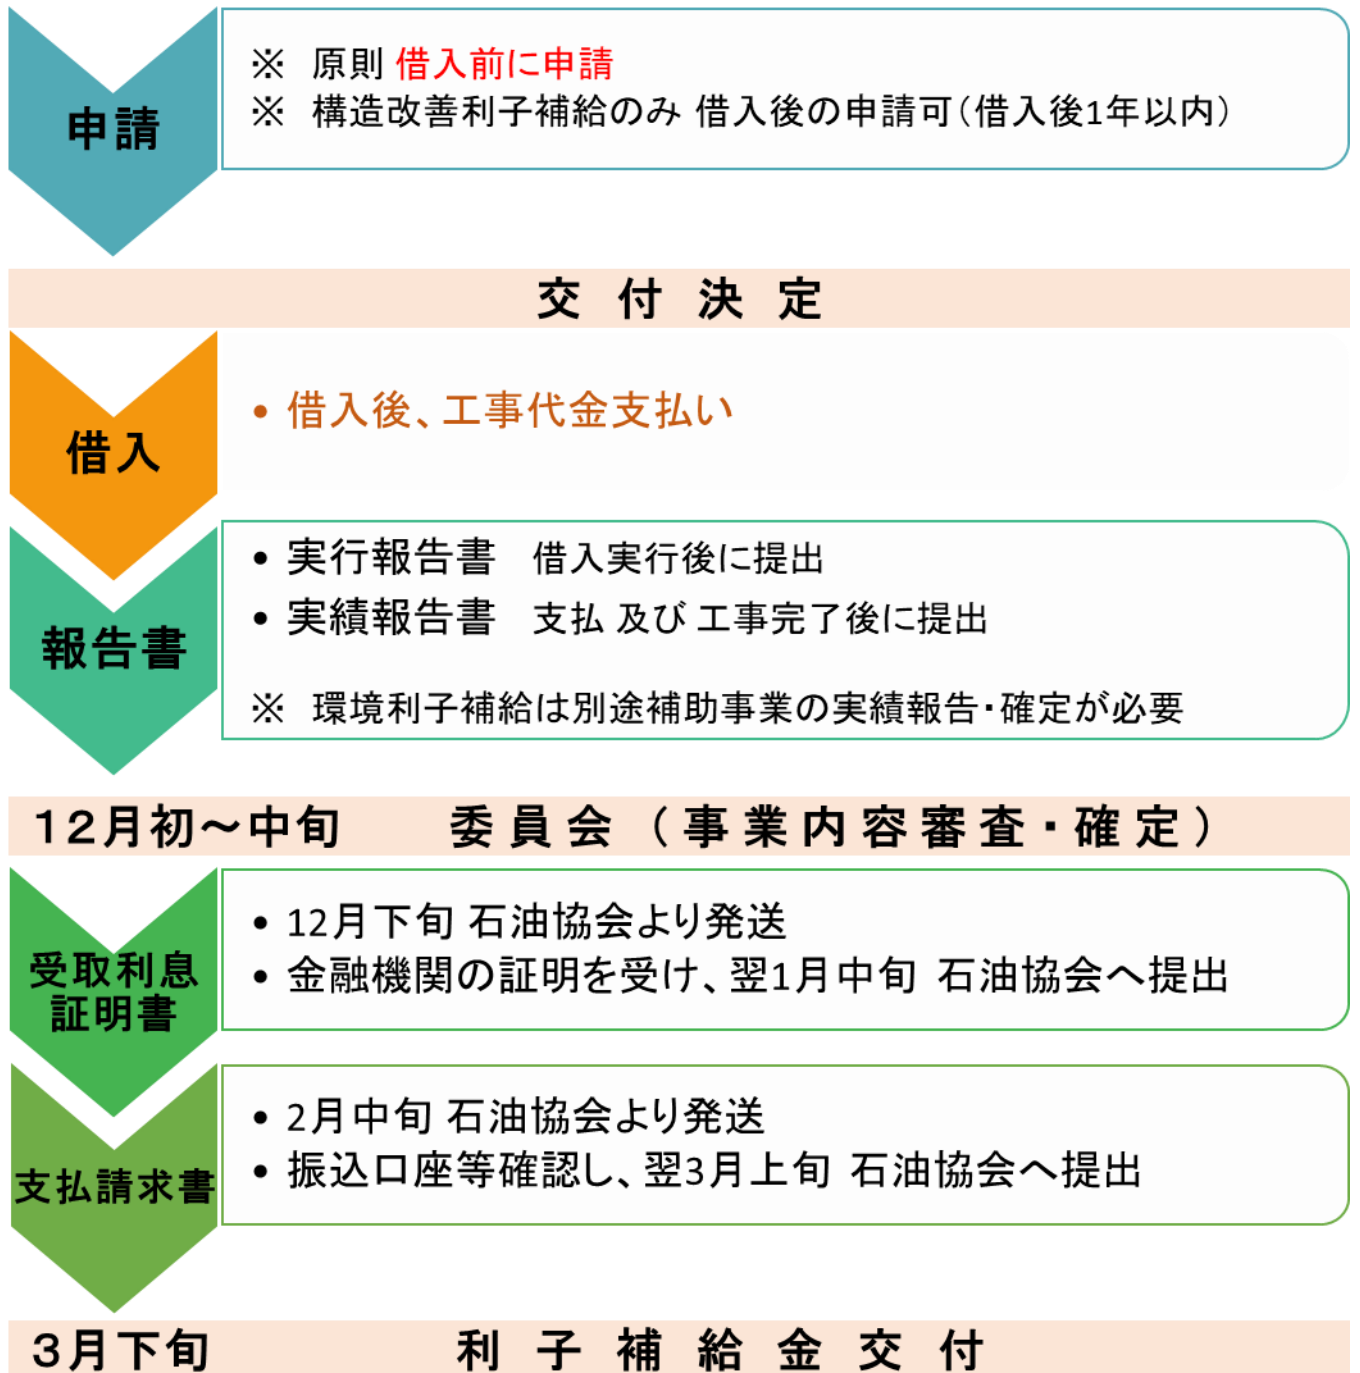 申請
※ 原則 借入前に申請
※ 構造改善利子補給のみ 借入後の申請可（借入後1年以内）
交付決定
借入
• 借入後、工事代金支払い
報告書
• 実行報告書　借入実行後に提出
• 実績報告書　支払 及び 工事完了後に提出
※ 環境利子補給は別途補助事業の実績報告・確定が必要
１２月初～中旬　　委員会（事業内容審査・確定）
受取利息
証明書
• 12月下旬 石油協会より発送
• 金融機関の証明を受け、翌1月中旬 石油協会へ提出
支払請求書
• 2月中旬 石油協会より発送
• 振込口座等確認し、翌3月上旬 石油協会へ提出
３月下旬　　利子補給金交付